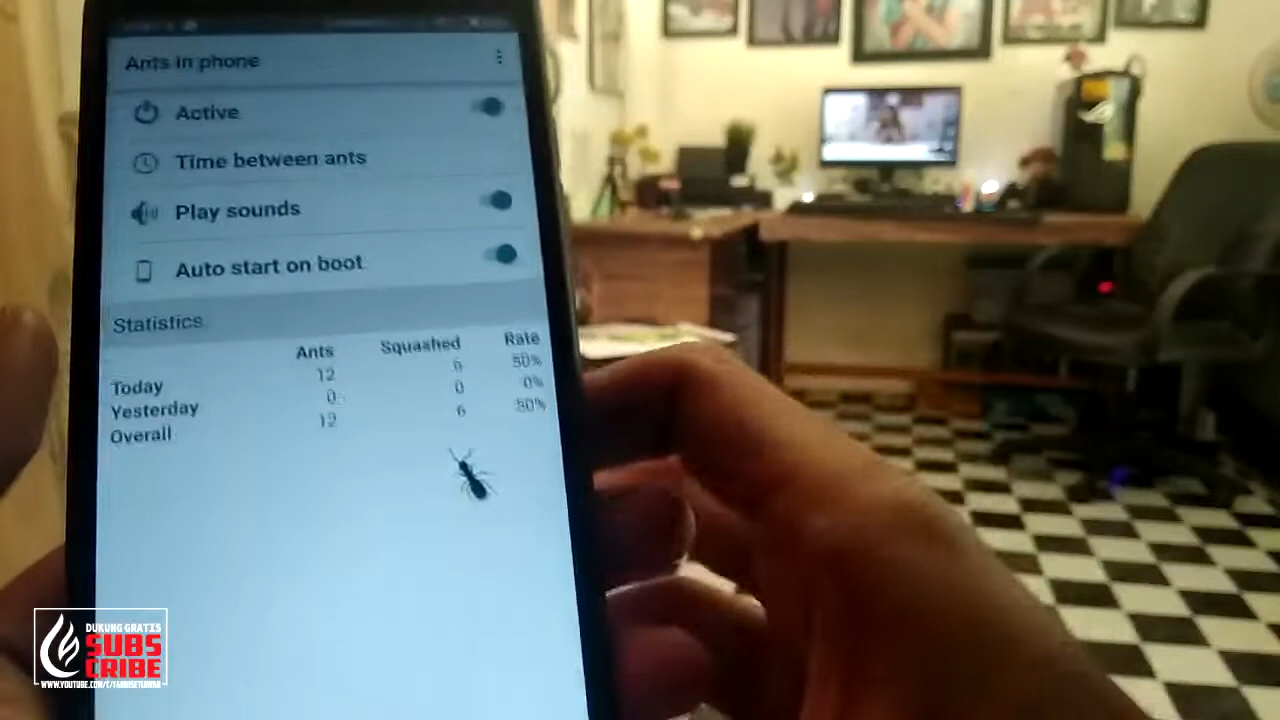 Ants in phone
Active
Time between ants
Play sounds
Auto start on boot
Statistics
Ants Squashed Rate
Today 12 6 50%
Yesterday 0 0 0%
Overall 12 6 50%
DUKUNG GRATIS
SUBS
CRIBE